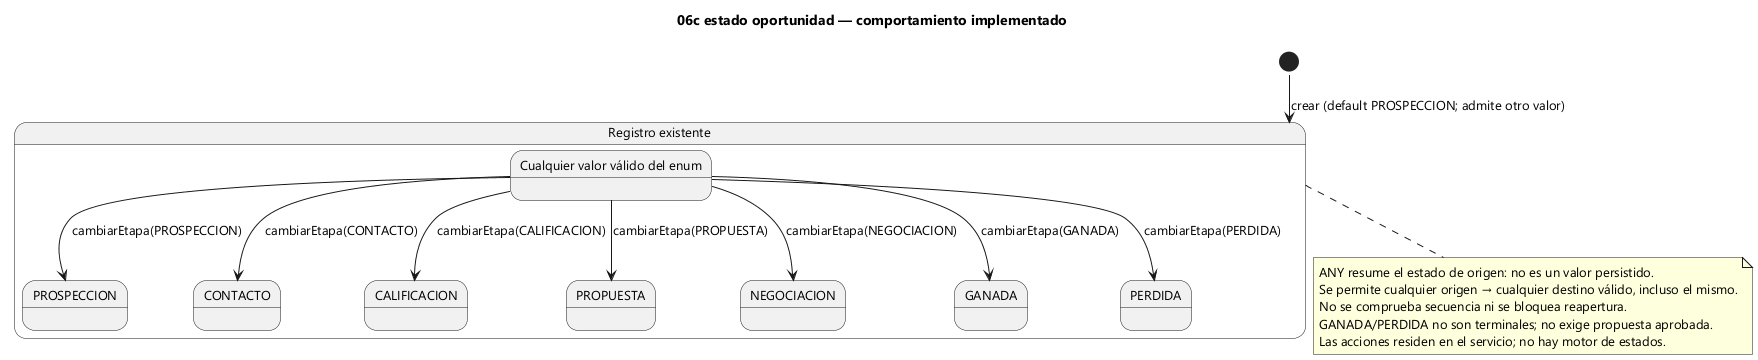 06c estado oportunidad — comportamiento implementado
crear (default PROSPECCION; admite otro valor)
Registro existente
Cualquier valor válido del enum
cambiarEtapa(PROSPECCION)
cambiarEtapa(CONTACTO)
cambiarEtapa(CALIFICACION)
cambiarEtapa(PROPUESTA)
cambiarEtapa(NEGOCIACION)
cambiarEtapa(GANADA)
cambiarEtapa(PERDIDA)
PROSPECCION
CONTACTO
CALIFICACION
PROPUESTA
NEGOCIACION
GANADA
PERDIDA
ANY resume el estado de origen: no es un valor persistido.
Se permite cualquier origen → cualquier destino válido, incluso el mismo.
No se comprueba secuencia ni se bloquea reapertura.
GANADA/PERDIDA no son terminales; no exige propuesta aprobada.
Las acciones residen en el servicio; no hay motor de estados.